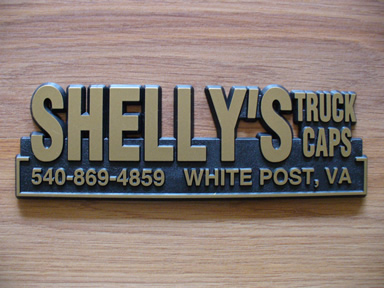 SHELLY'S TRUCK CAPS
540-869-4859 WHITE POST, VA